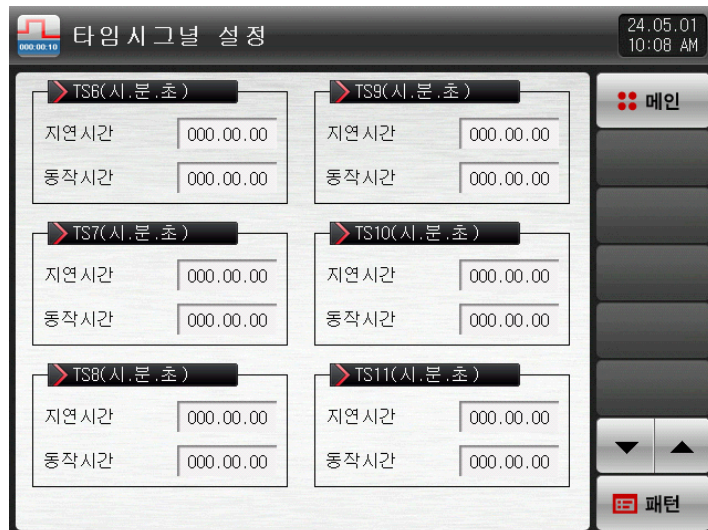 000:00:10
타임시그널 설정
24.05.01
10:08 AM
TS6(시.분.초)
지연시간 000.00.00
동작시간 000.00.00
TS9(시.분.초)
지연시간 000.00.00
동작시간 000.00.00
TS7(시.분.초)
지연시간 000.00.00
동작시간 000.00.00
TS10(시.분.초)
지연시간 000.00.00
동작시간 000.00.00
TS8(시.분.초)
지연시간 000.00.00
동작시간 000.00.00
TS11(시.분.초)
지연시간 000.00.00
동작시간 000.00.00
메인
패턴